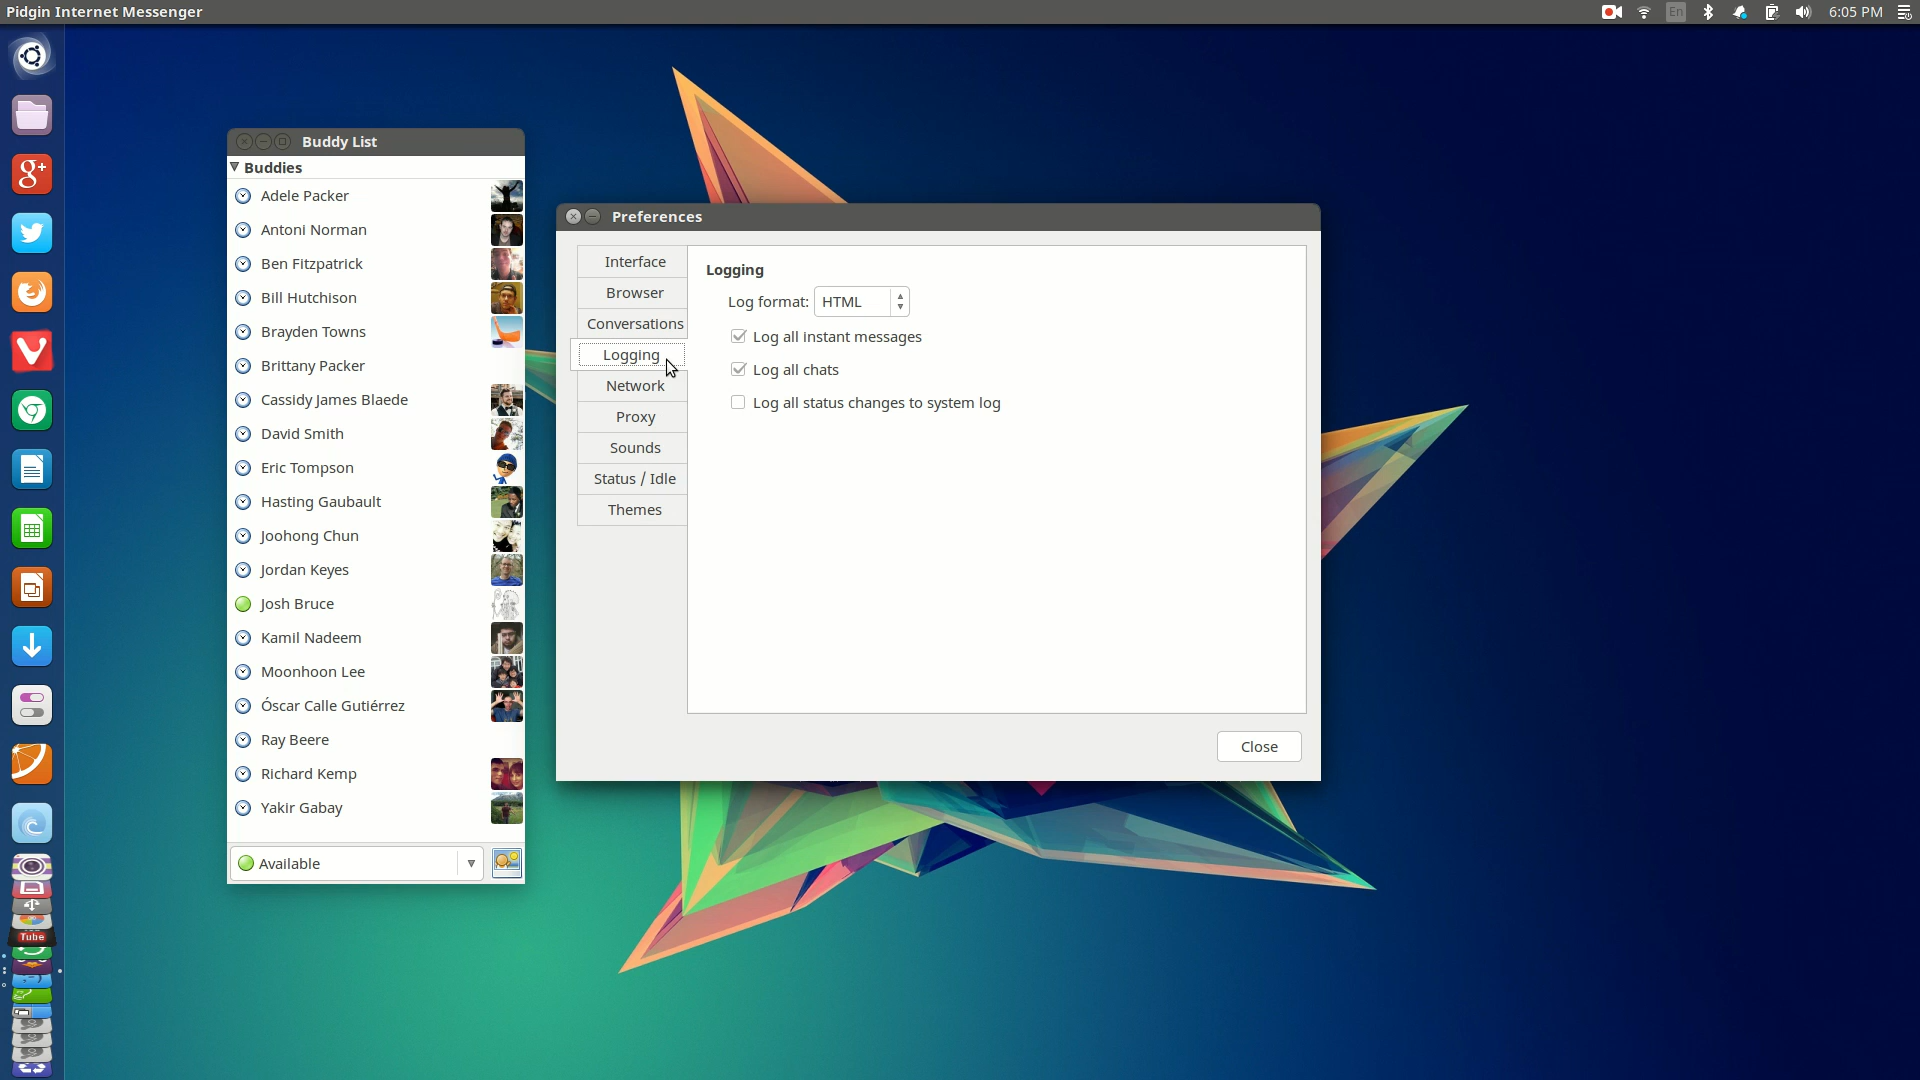 Pidgin Internet Messenger
En
6:05 PM
Buddy List
Buddies
Adele Packer
Antoni Norman
Ben Fitzpatrick
Bill Hutchison
Brayden Towns
Brittany Packer
Cassidy James Blaede
David Smith
Eric Tompson
Hasting Gaubault
Joohong Chun
Jordan Keyes
Josh Bruce
Kamil Nadeem
Moonhoon Lee
Óscar Calle Gutiérrez
Ray Beere
Richard Kemp
Yakir Gabay
Available
Preferences
Interface
Browser
Conversations
Logging
Network
Proxy
Sounds
Status / Idle
Themes
Logging
Log format: HTML
Log all instant messages
Log all chats
Log all status changes to system log
Close
g+
Tube